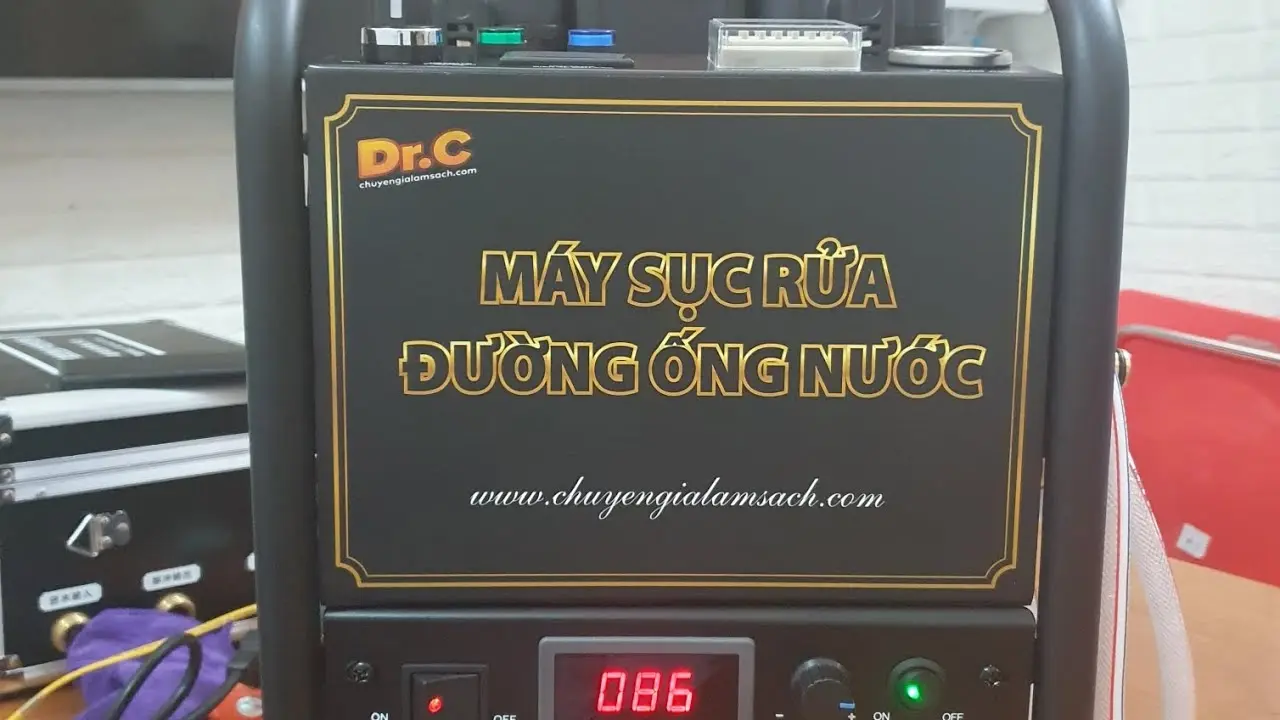 Dr.C
chuyengialamsach.com
MÁY SỤC RỬA
ĐƯỜNG ỐNG NƯỚC
www.chuyengialamsach.com
086
ON OFF
- +
ON OFF